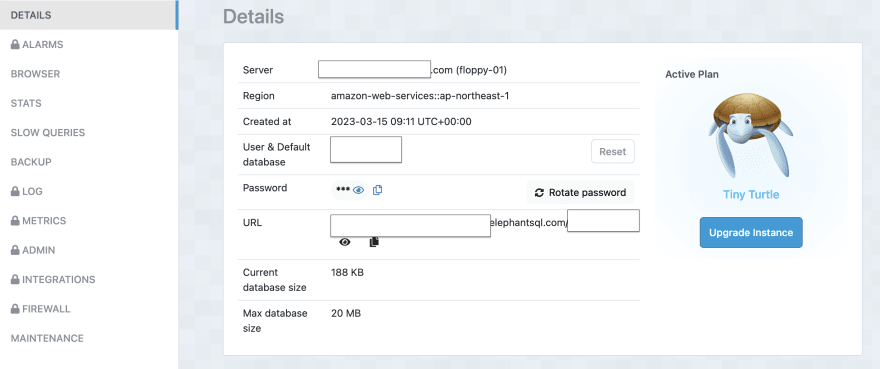 DETAILS
ALARMS
BROWSER
STATS
SLOW QUERIES
BACKUP
LOG
METRICS
ADMIN
INTEGRATIONS
FIREWALL
MAINTENANCE
Details
Server .com (floppy-01)
Region amazon-web-services::ap-northeast-1
Created at 2023-03-15 09:11 UTC+00:00
User & Default
database
Reset
Password *** Rotate password
URL elephantsql.com/
Current
database size
188 KB
Max database
size
20 MB
Active Plan
Tiny Turtle
Upgrade Instance